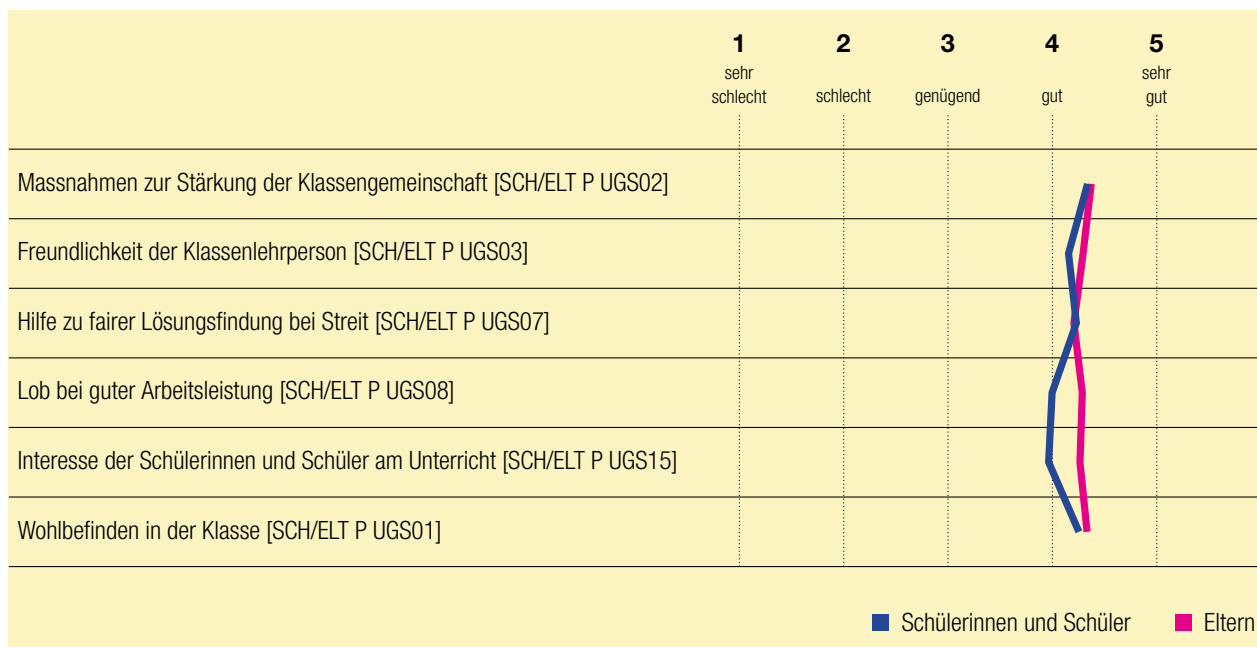 1 2 3 4 5
sehr schlecht schlecht genügend gut sehr gut
Massnahmen zur Stärkung der Klassengemeinschaft [SCH/ELT P UGS02]
Freundlichkeit der Klassenlehrperson [SCH/ELT P UGS03]
Hilfe zu fairer Lösungsfindung bei Streit [SCH/ELT P UGS07]
Lob bei guter Arbeitsleistung [SCH/ELT P UGS08]
Interesse der Schülerinnen und Schüler am Unterricht [SCH/ELT P UGS15]
Wohlbefinden in der Klasse [SCH/ELT P UGS01]
Schülerinnen und Schüler Eltern